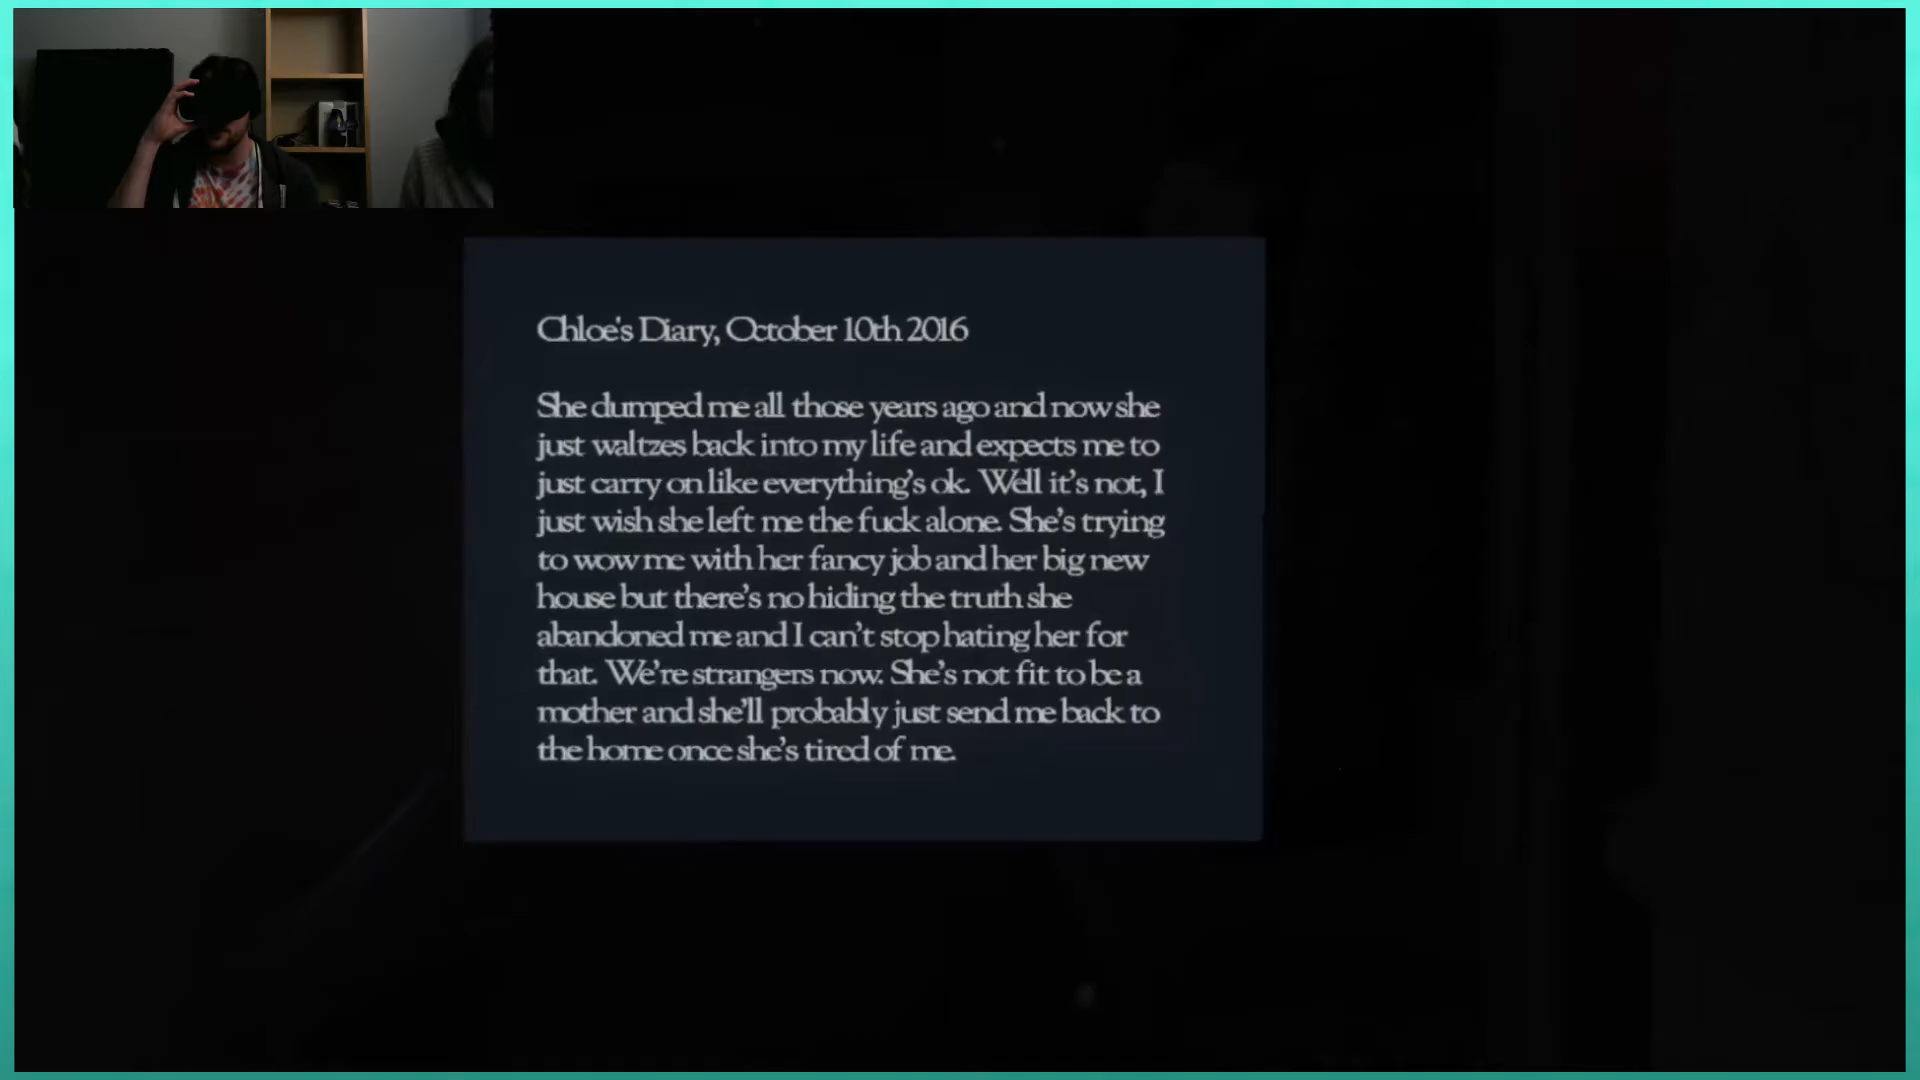 Chloe's Diary, October 10th 2016
She dumped me all those years ago and now she
just waltzes back into my life and expects me to
just carry on like everything's ok. Well it's not, I
just wish she left me the fuck alone. She's trying
to wow me with her fancy job and her big new
house but there's no hiding the truth she
abandoned me and I can't stop hating her for
that. We're strangers now. She's not fit to be a
mother and she'll probably just send me back to
the home once she's tired of me.